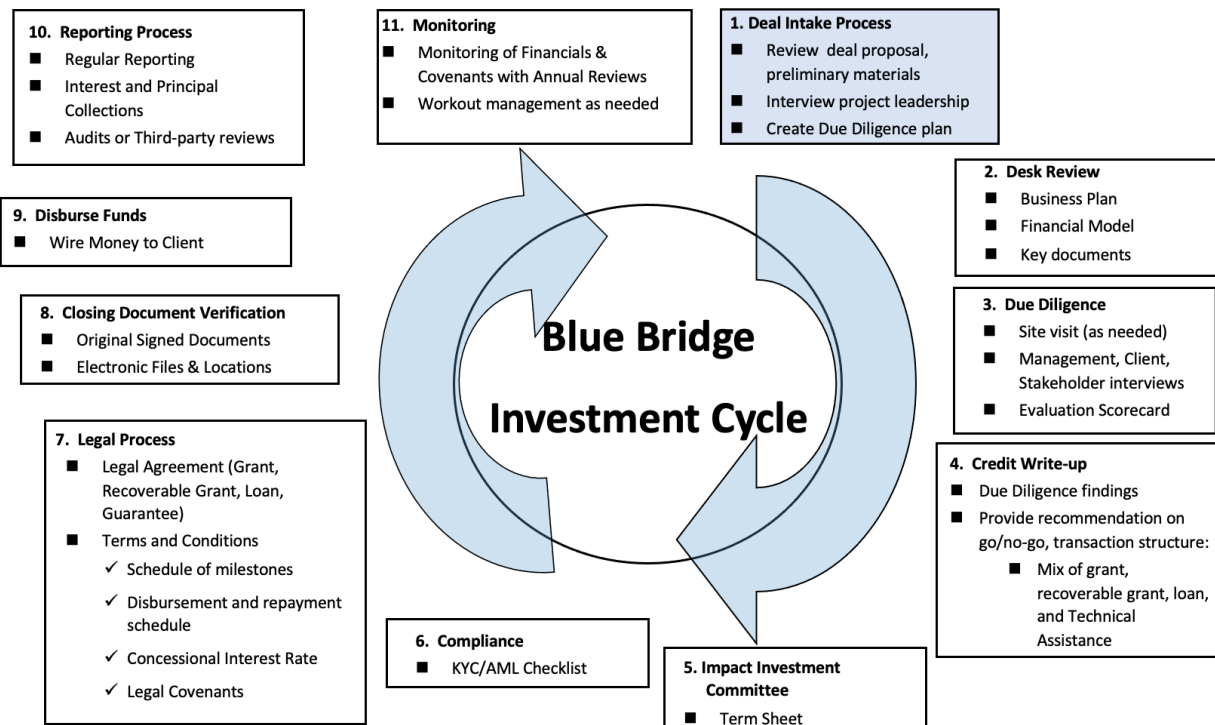 1. Deal Intake Process
■ Review deal proposal,
preliminary materials
■ Interview project leadership
■ Create Due Diligence plan
2. Desk Review
■ Business Plan
■ Financial Model
■ Key documents
3. Due Diligence
■ Site visit (as needed)
■ Management, Client,
Stakeholder interviews
■ Evaluation Scorecard
4. Credit Write-up
■ Due Diligence findings
■ Provide recommendation on
go/no-go, transaction structure:
■ Mix of grant,
recoverable grant, loan,
and Technical
Assistance
5. Impact Investment
Committee
■ Term Sheet
6. Compliance
■ KYC/AML Checklist
7. Legal Process
■ Legal Agreement (Grant,
Recoverable Grant, Loan,
Guarantee)
■ Terms and Conditions
✓ Schedule of milestones
✓ Disbursement and repayment
schedule
✓ Concessional Interest Rate
✓ Legal Covenants
8. Closing Document Verification
■ Original Signed Documents
■ Electronic Files & Locations
9. Disburse Funds
■ Wire Money to Client
10. Reporting Process
■ Regular Reporting
■ Interest and Principal
Collections
■ Audits or Third-party reviews
11. Monitoring
■ Monitoring of Financials &
Covenants with Annual Reviews
■ Workout management as needed
Blue Bridge
Investment Cycle